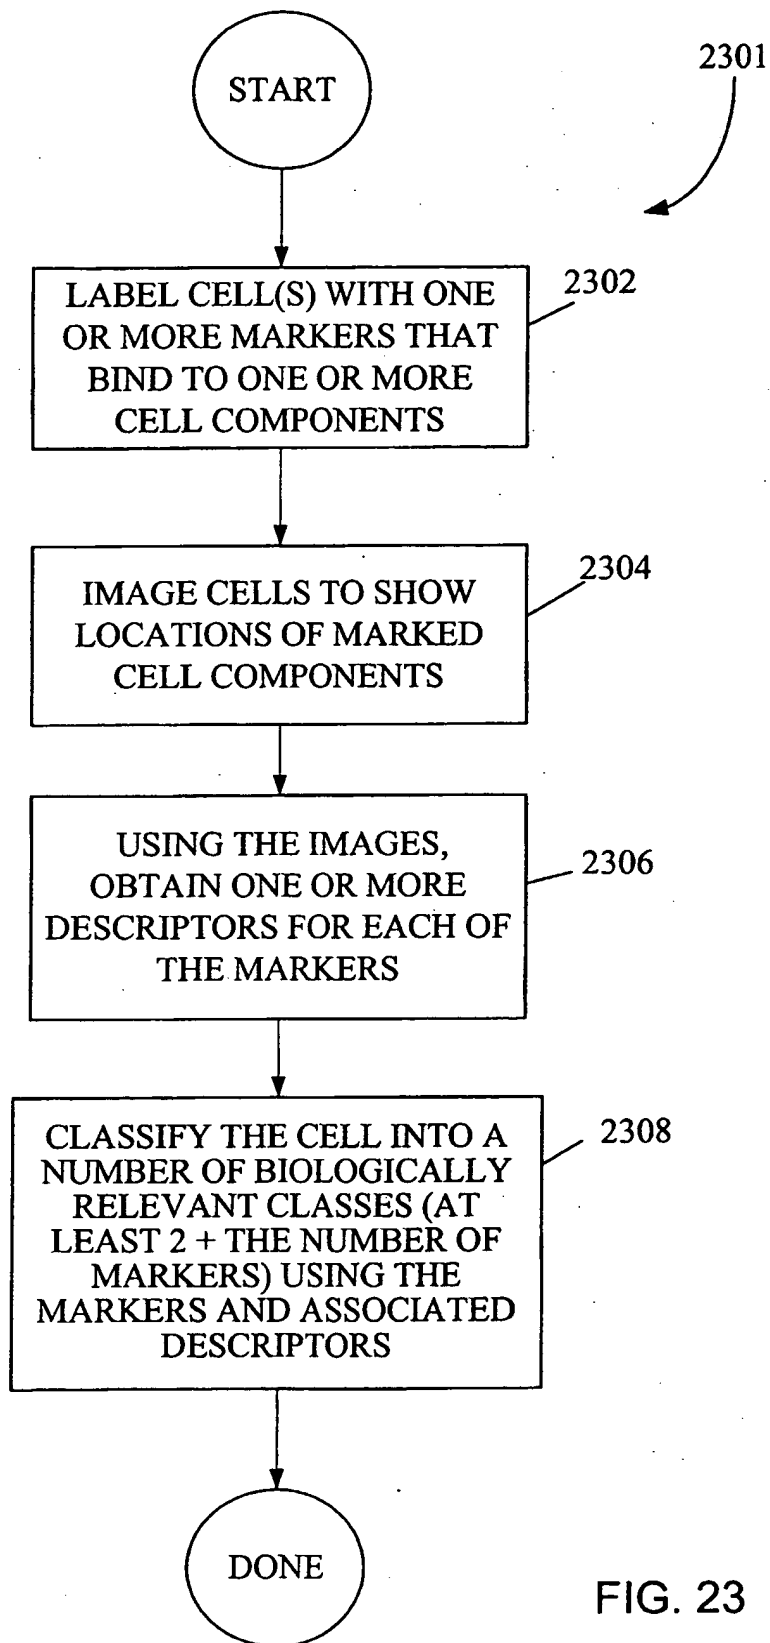 START
2301
LABEL CELL(S) WITH ONE
OR MORE MARKERS THAT
BIND TO ONE OR MORE
CELL COMPONENTS
2302
IMAGE CELLS TO SHOW
LOCATIONS OF MARKED
CELL COMPONENTS
2304
USING THE IMAGES,
OBTAIN ONE OR MORE
DESCRIPTORS FOR EACH OF
THE MARKERS
2306
CLASSIFY THE CELL INTO A
NUMBER OF BIOLOGICALLY
RELEVANT CLASSES (AT
LEAST 2 + THE NUMBER OF
MARKERS) USING THE
MARKERS AND ASSOCIATED
DESCRIPTORS
2308
DONE
FIG. 23